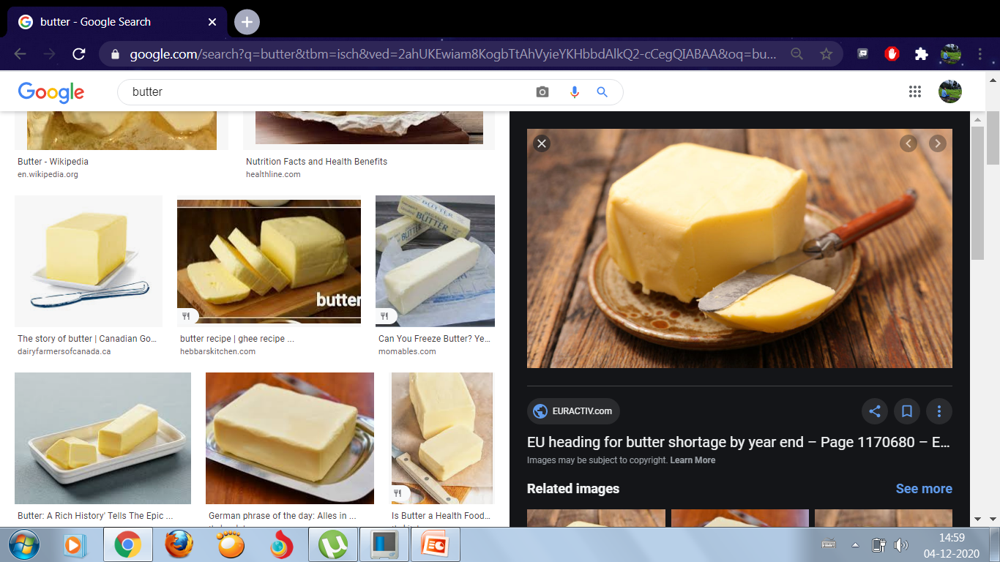 butter - Google Search
google.com/search?q=butter&tbm=isch&ved=2ahUKEwiam8KogbTtAhVyieYKHbbdAlkQ2-cCegQIABAA&oq=bu...
Google
butter
Butter - Wikipedia
en.wikipedia.org
Nutrition Facts and Health Benefits
healthline.com
BUTTER
BUTTER
butter
The story of butter | Canadian Go...
dairyfarmersofcanada.ca
butter recipe | ghee recipe ...
hebbarskitchen.com
Can You Freeze Butter? Ye...
momables.com
Butter: A Rich History' Tells The Epic ...
German phrase of the day: Alles in ...
Is Butter a Health Food...
EURACTIV.com
EU heading for butter shortage by year end – Page 1170680 – E...
Images may be subject to copyright. Learn More
Related images
See more
14:59
04-12-2020